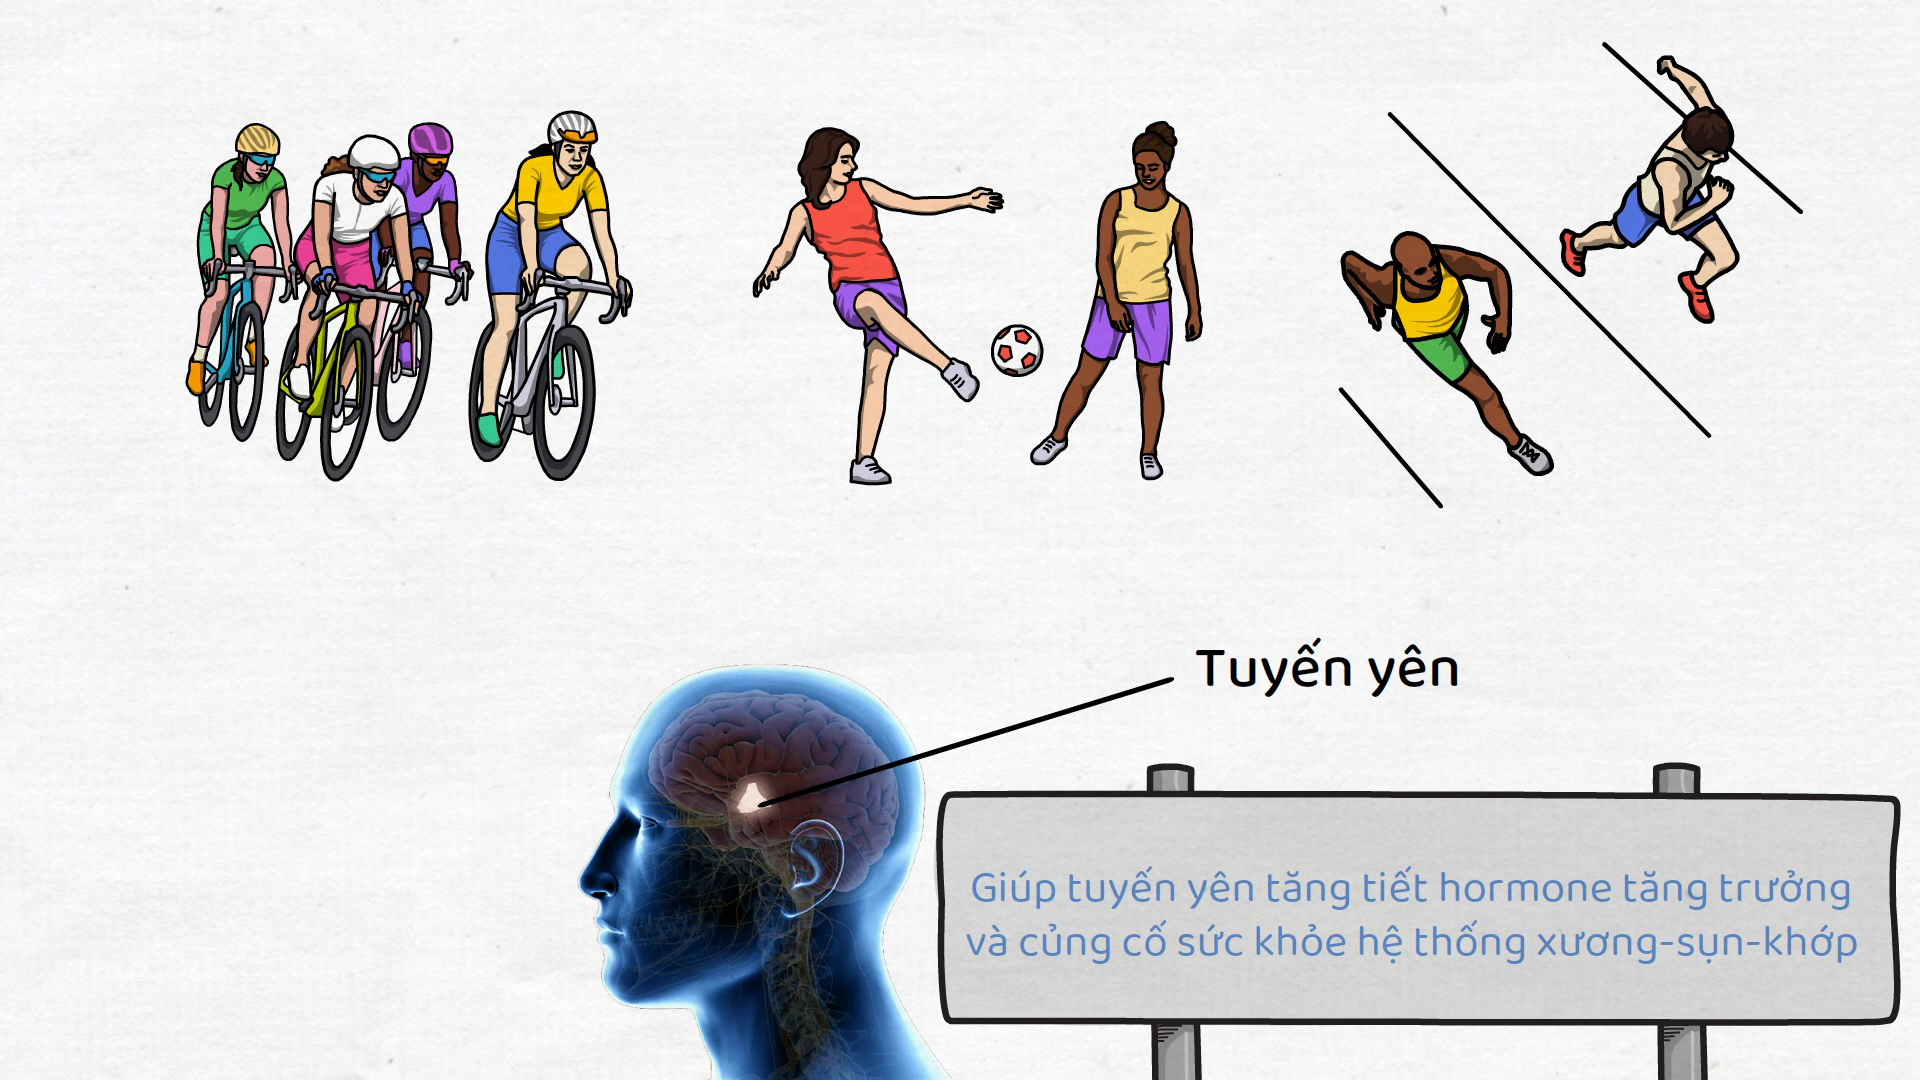 Tuyến yên
Giúp tuyến yên tăng tiết hormone tăng trưởng
và củng cố sức khỏe hệ thống xương-sụn-khớp